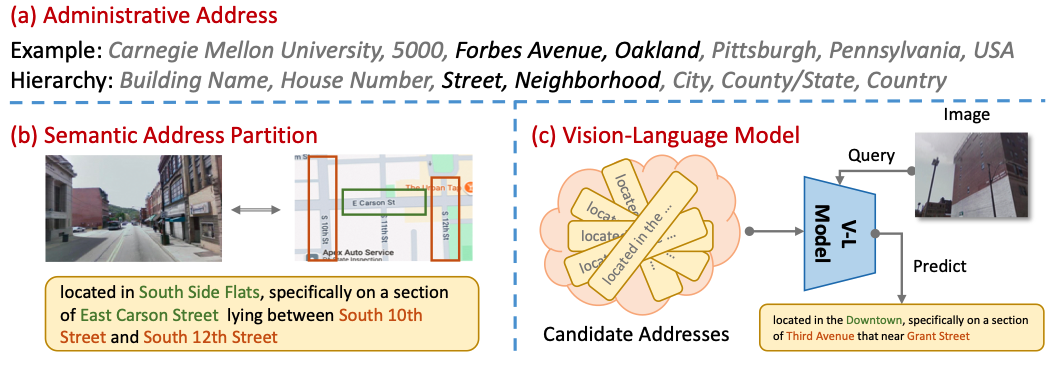 (a) Administrative Address
Example: Carnegie Mellon University, 5000, Forbes Avenue, Oakland, Pittsburgh, Pennsylvania, USA
Hierarchy: Building Name, House Number, Street, Neighborhood, City, County/State, Country
(b) Semantic Address Partition
The Urban Tap
E Carson St
S 10th St
S 11th St
S 12th St
Apex Auto Service
State Inspection
located in South Side Flats, specifically on a section
of East Carson Street lying between South 10th
Street and South 12th Street
(c) Vision-Language Model
Image
Query
located
locat
located
located in the ...
V-L
Model
Predict
Candidate Addresses
located in the Downtown, specifically on a section
of Third Avenue that near Grant Street